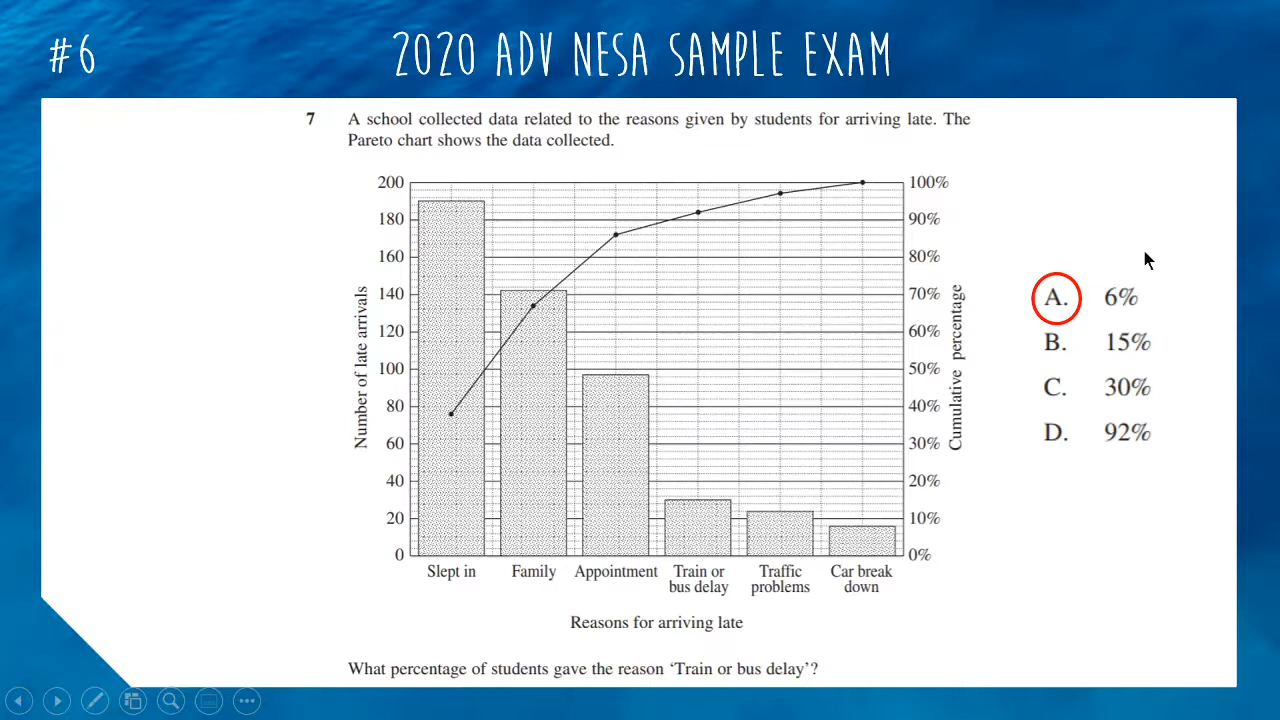 #6
2020 ADV NESA SAMPLE EXAM
7 A school collected data related to the reasons given by students for arriving late. The
Pareto chart shows the data collected.
200
180
160
140
120
100
80
60
40
20
0
Number of late arrivals
100%
90%
80%
70%
60%
50%
40%
30%
20%
10%
0%
Cumulative percentage
Slept in
Family
Appointment
Train or
bus delay
Traffic
problems
Car break
down
Reasons for arriving late
What percentage of students gave the reason ‘Train or bus delay’?
A. 6%
B. 15%
C. 30%
D. 92%